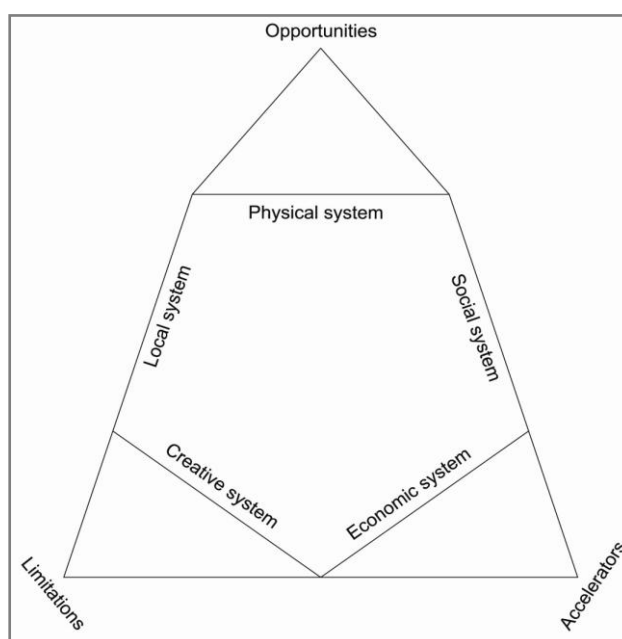 Opportunities
Physical system
Local system
Social system
Creative system
Economic system
Limitations
Accelerators